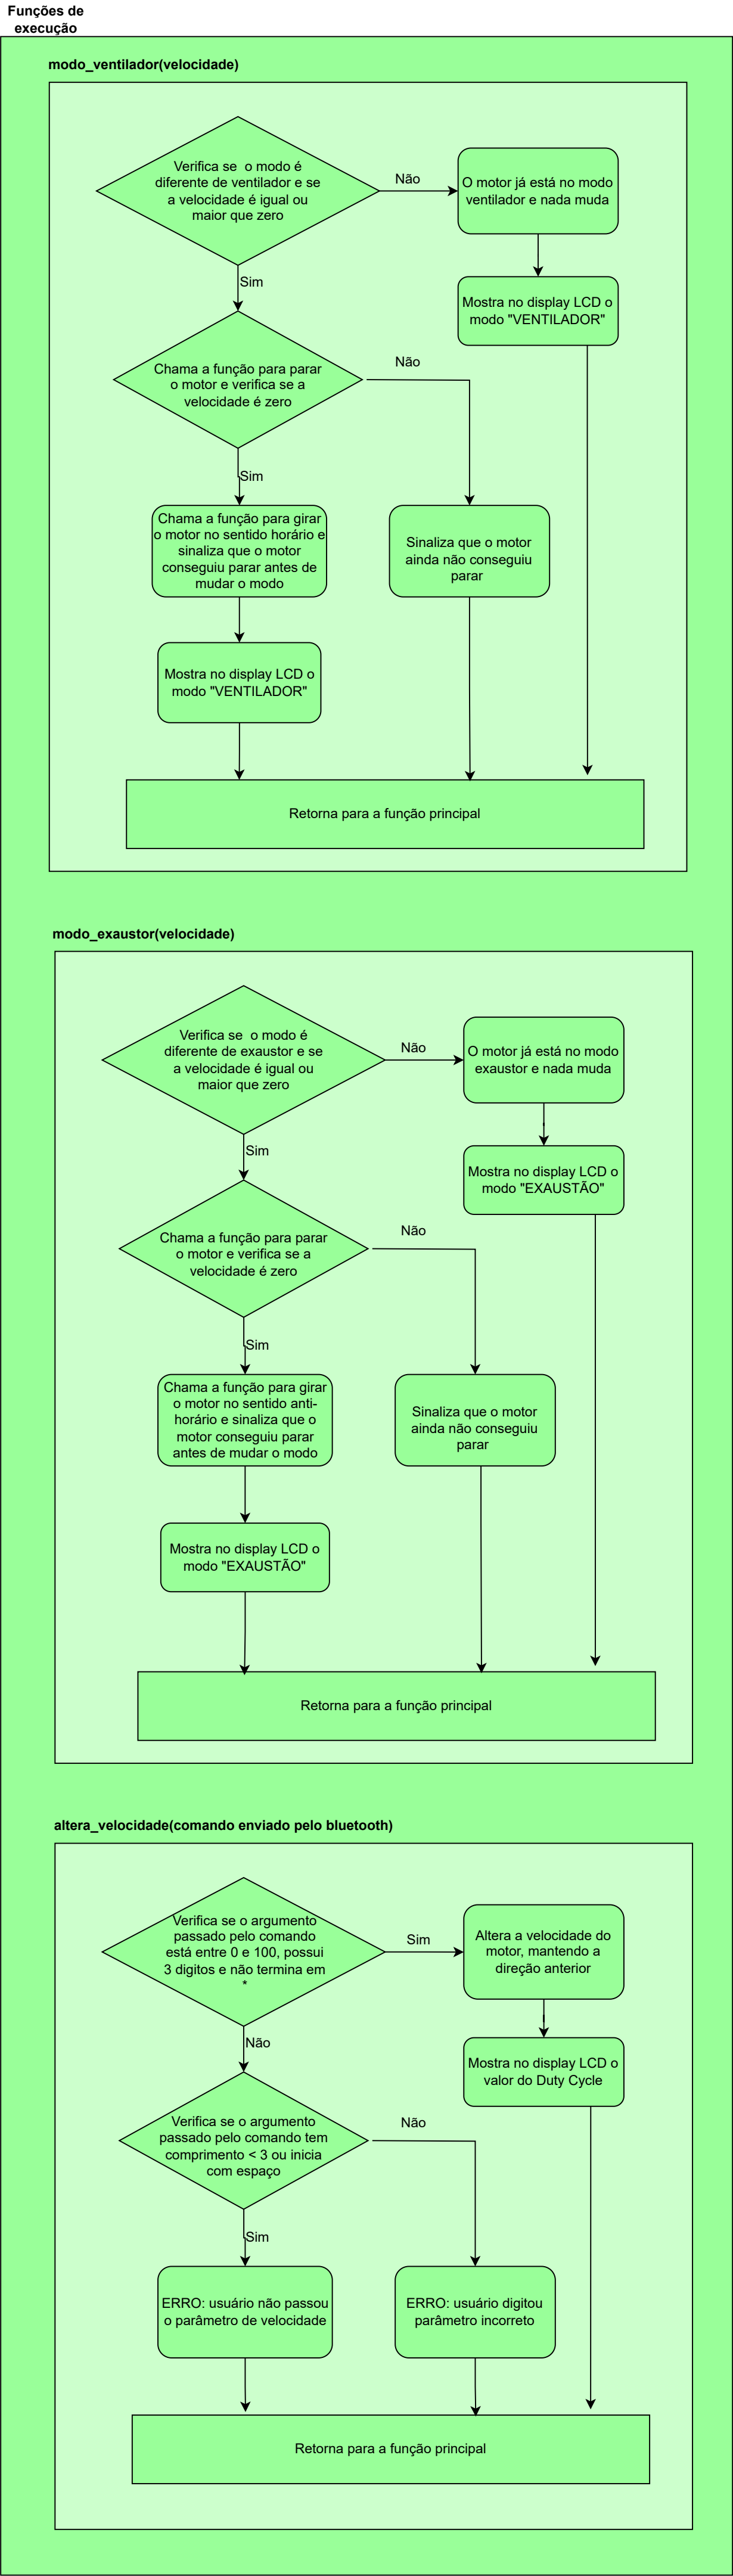 Funções de
execução
modo_ventilador(velocidade)
Verifica se  o modo é
diferente de ventilador e se
a velocidade é igual ou
maior que zero
Não
O motor já está no modo
ventilador e nada muda
Sim
Mostra no display LCD o
modo "VENTILADOR"
Chama a função para parar
o motor e verifica se a
velocidade é zero
Não
Sim
Chama a função para girar
o motor no sentido horário e
sinaliza que o motor
conseguiu parar antes de
mudar o modo
Sinaliza que o motor
ainda não conseguiu
parar
Mostra no display LCD o
modo "VENTILADOR"
Retorna para a função principal
modo_exaustor(velocidade)
Verifica se  o modo é
diferente de exaustor e se
a velocidade é igual ou
maior que zero
Não
O motor já está no modo
exaustor e nada muda
Sim
Mostra no display LCD o
modo "EXAUSTÃO"
Chama a função para parar
o motor e verifica se a
velocidade é zero
Não
Sim
Chama a função para girar
o motor no sentido anti-
horário e sinaliza que o
motor conseguiu parar
antes de mudar o modo
Sinaliza que o motor
ainda não conseguiu
parar
Mostra no display LCD o
modo "EXAUSTÃO"
Retorna para a função principal
altera_velocidade(comando enviado pelo bluetooth)
Verifica se o argumento
passado pelo comando
está entre 0 e 100, possui
3 digitos e não termina em
*
Sim
Altera a velocidade do
motor, mantendo a
direção anterior
Não
Mostra no display LCD o
valor do Duty Cycle
Verifica se o argumento
passado pelo comando tem
comprimento < 3 ou inicia
com espaço
Não
Sim
ERRO: usuário não passou
o parâmetro de velocidade
ERRO: usuário digitou
parâmetro incorreto
Retorna para a função principal